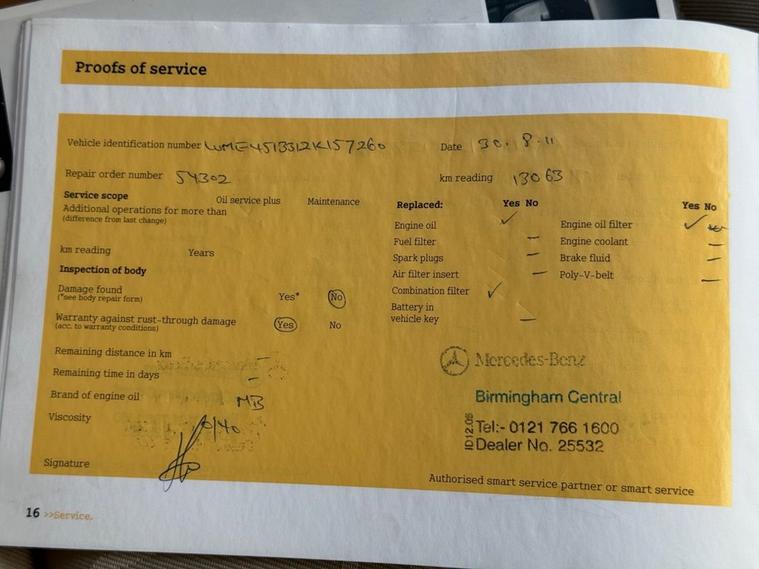 Proofs of service
Vehicle identification number WME4513312K157260
Date 30.8.11
Repair order number 54302
km reading 13063
Service scope Oil service plus Maintenance
Additional operations for more than
(difference from last change)
km reading Years
Inspection of body
Damage found Yes* No
(*see body repair form)
Warranty against rust-through damage Yes No
(acc. to warranty conditions)
Remaining distance in km –
Remaining time in days –
Brand of engine oil MB
Viscosity 0/40
Signature
Replaced: Yes No
Engine oil ✓
Fuel filter –
Spark plugs –
Air filter insert –
Combination filter ✓
Battery in
vehicle key –
Yes No
Engine oil filter ✓
Engine coolant –
Brake fluid –
Poly-V-belt –
Mercedes-Benz
Birmingham Central
Tel:- 0121 766 1600
Dealer No. 25532
ID12.05
Authorised smart service partner or smart service
16 >>Service.